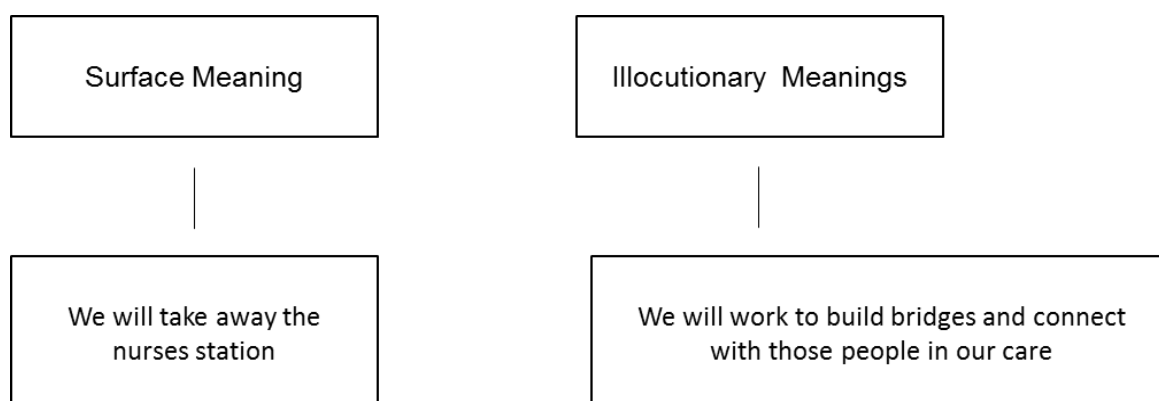 Surface Meaning
Illocutionary Meanings
We will take away the
nurses station
We will work to build bridges and connect
with those people in our care